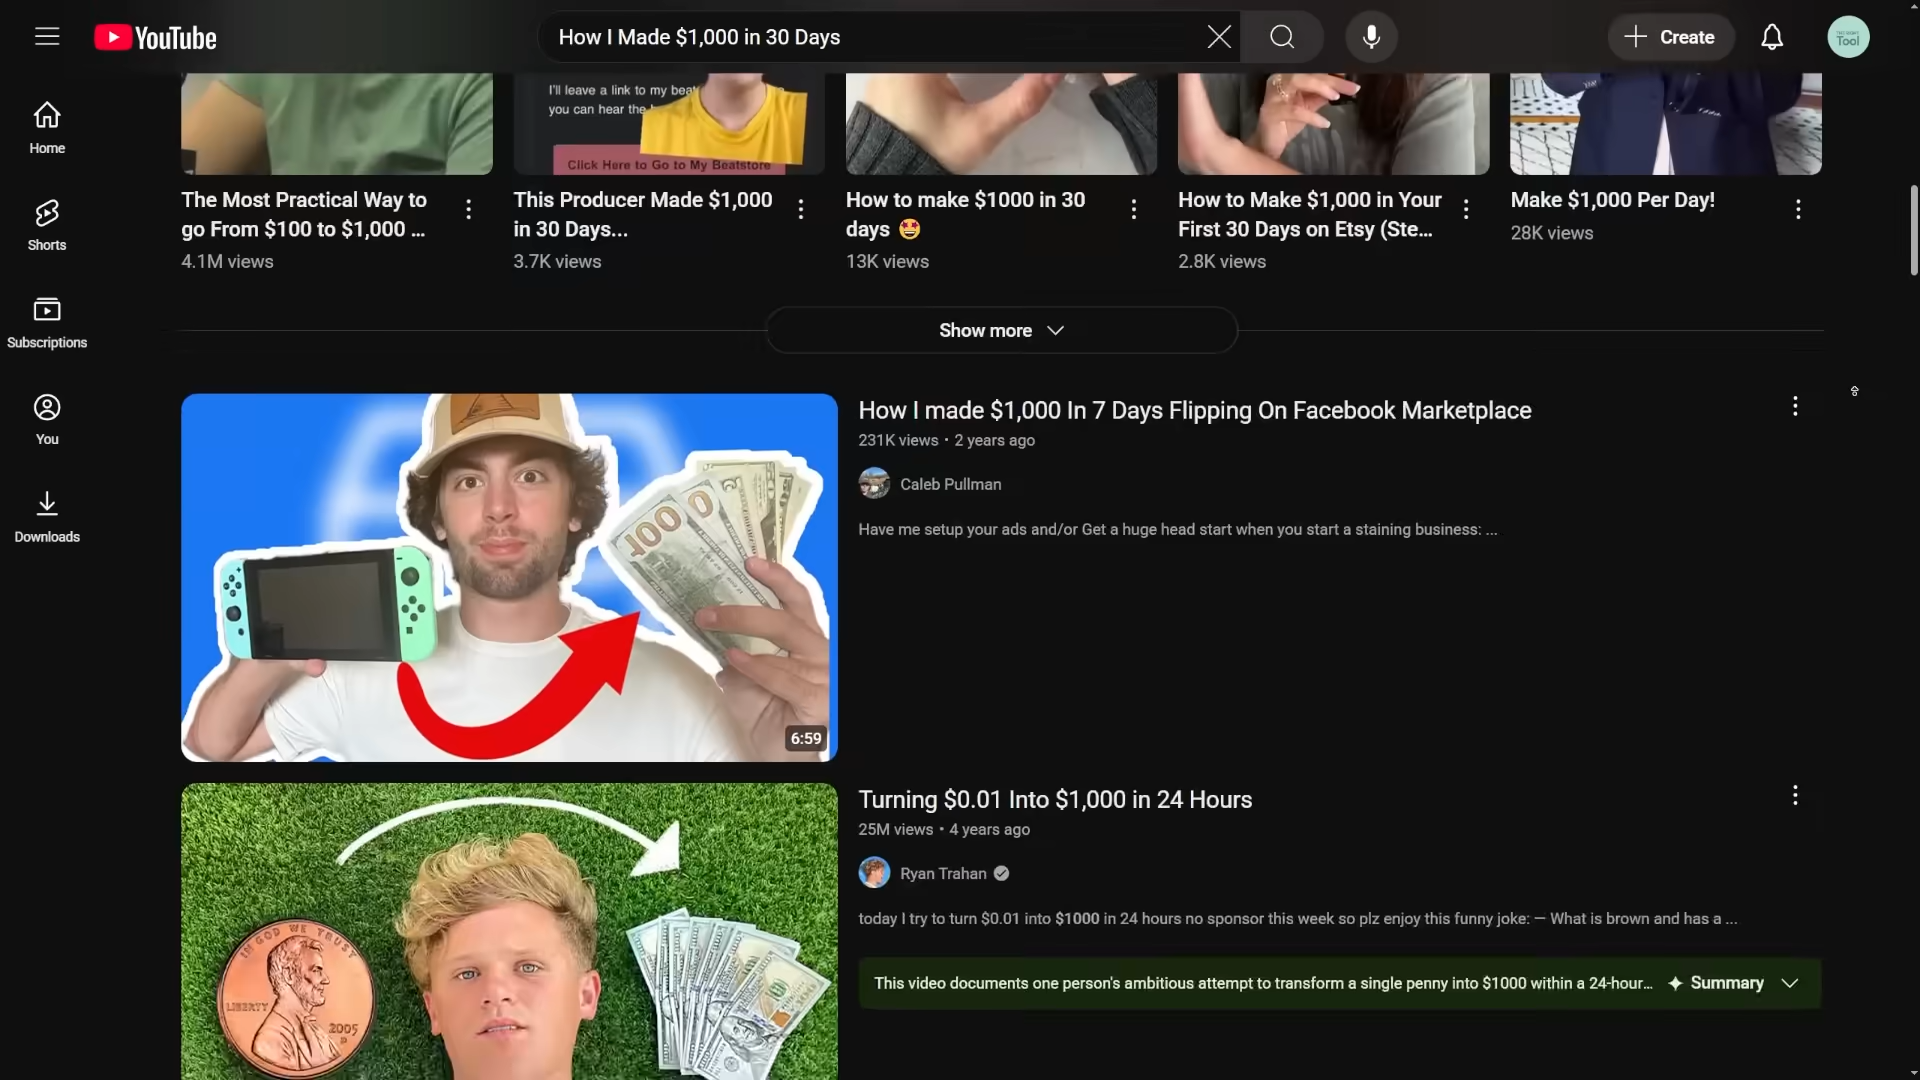 YouTube
How I Made $1,000 in 30 Days
Create
Tool
Home
Shorts
Subscriptions
You
Downloads
I'll leave a link to my beat
you can hear the
Click Here to Go to My Beatstore
The Most Practical Way to
go From $100 to $1,000 ...
4.1M views
This Producer Made $1,000
in 30 Days...
3.7K views
How to make $1000 in 30
days 🤩
13K views
How to Make $1,000 in Your
First 30 Days on Etsy (Ste...
2.8K views
Make $1,000 Per Day!
28K views
Show more
100
6:59
How I made $1,000 In 7 Days Flipping On Facebook Marketplace
231K views • 2 years ago
Caleb Pullman
Have me setup your ads and/or Get a huge head start when you start a staining business: ...
IN GOD WE TRUST
LIBERTY
2005
D
Turning $0.01 Into $1,000 in 24 Hours
25M views • 4 years ago
Ryan Trahan
today I try to turn $0.01 into $1000 in 24 hours no sponsor this week so plz enjoy this funny joke: — What is brown and has a ...
This video documents one person's ambitious attempt to transform a single penny into $1000 within a 24-hour...
Summary